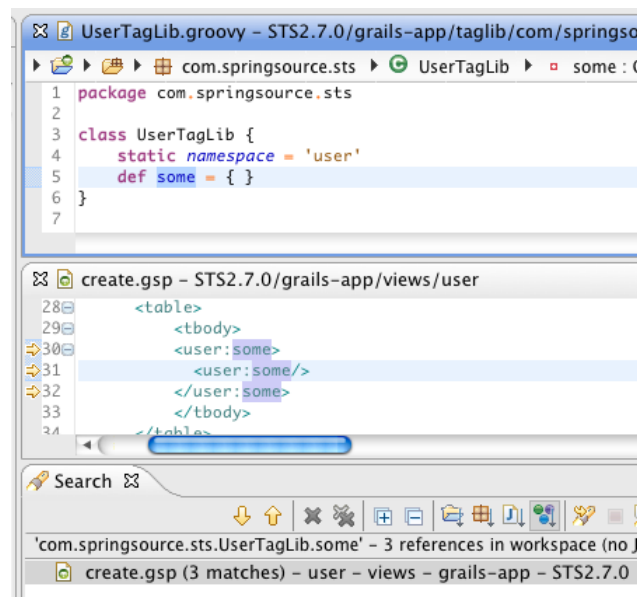 UserTagLib.groovy – STS2.7.0/grails-app/taglib/com/springso
com.springsource.sts UserTagLib some :
1 package com.springsource.sts
2
3 class UserTagLib {
4 static namespace = 'user'
5 def some = { }
6 }
7
create.gsp – STS2.7.0/grails-app/views/user
28 <table>
29 <tbody>
30 <user:some>
31 <user:some/>
32 </user:some>
33 </tbody>
34 </table>
Search
'com.springsource.sts.UserTagLib.some' – 3 references in workspace (no J
create.gsp (3 matches) – user – views – grails-app – STS2.7.0